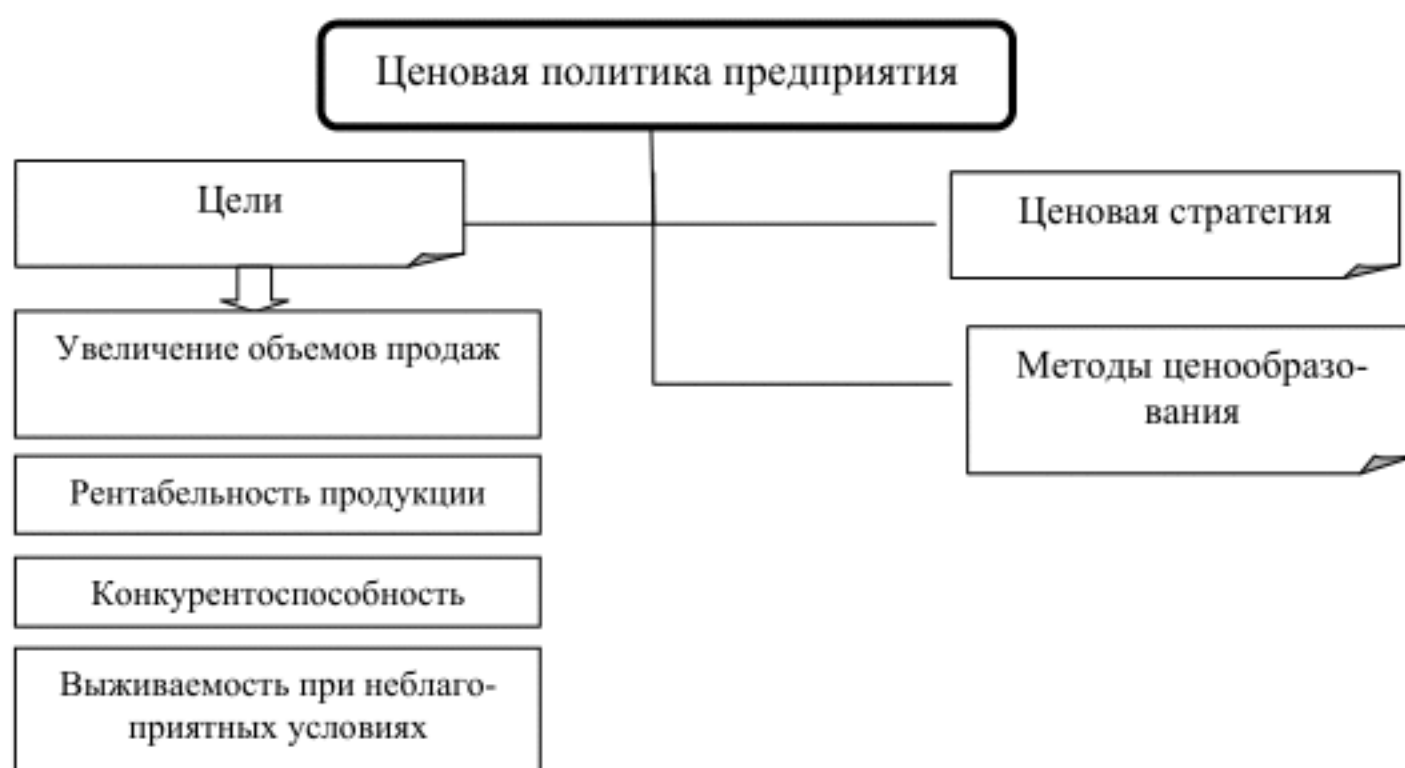 Ценовая политика предприятия
Цели
Ценовая стратегия
Увеличение объемов продаж
Методы ценообразо-
вания
Рентабельность продукции
Конкурентоспособность
Выживаемость при неблаго-
приятных условиях